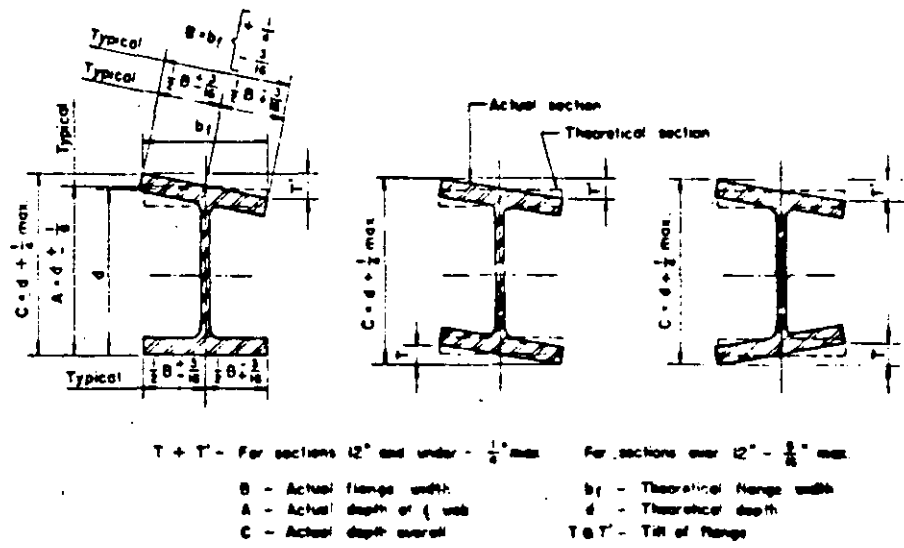 B = bf { + 1/4 - 3/16
Typical
Typical
1/2 B ± 3/16 1/2 B ∓ 3/16
bf
Typical
Actual section
Theoretical section
T'
T'
T'
C = d + 1/4 max.
A = d ± 1/8
d
C = d + 1/4 max
C = d + 1/4 max
T
T
Typical
1/2 B ± 3/16 1/2 B ∓ 3/16
T + T' - For sections 12" and under - 1/4" max For sections over 12" - 5/16" max.
B - Actual flange width bf - Theoretical flange width
A - Actual depth at ℄ web d - Theoretical depth
C - Actual depth overall T & T' - Tilt of flange